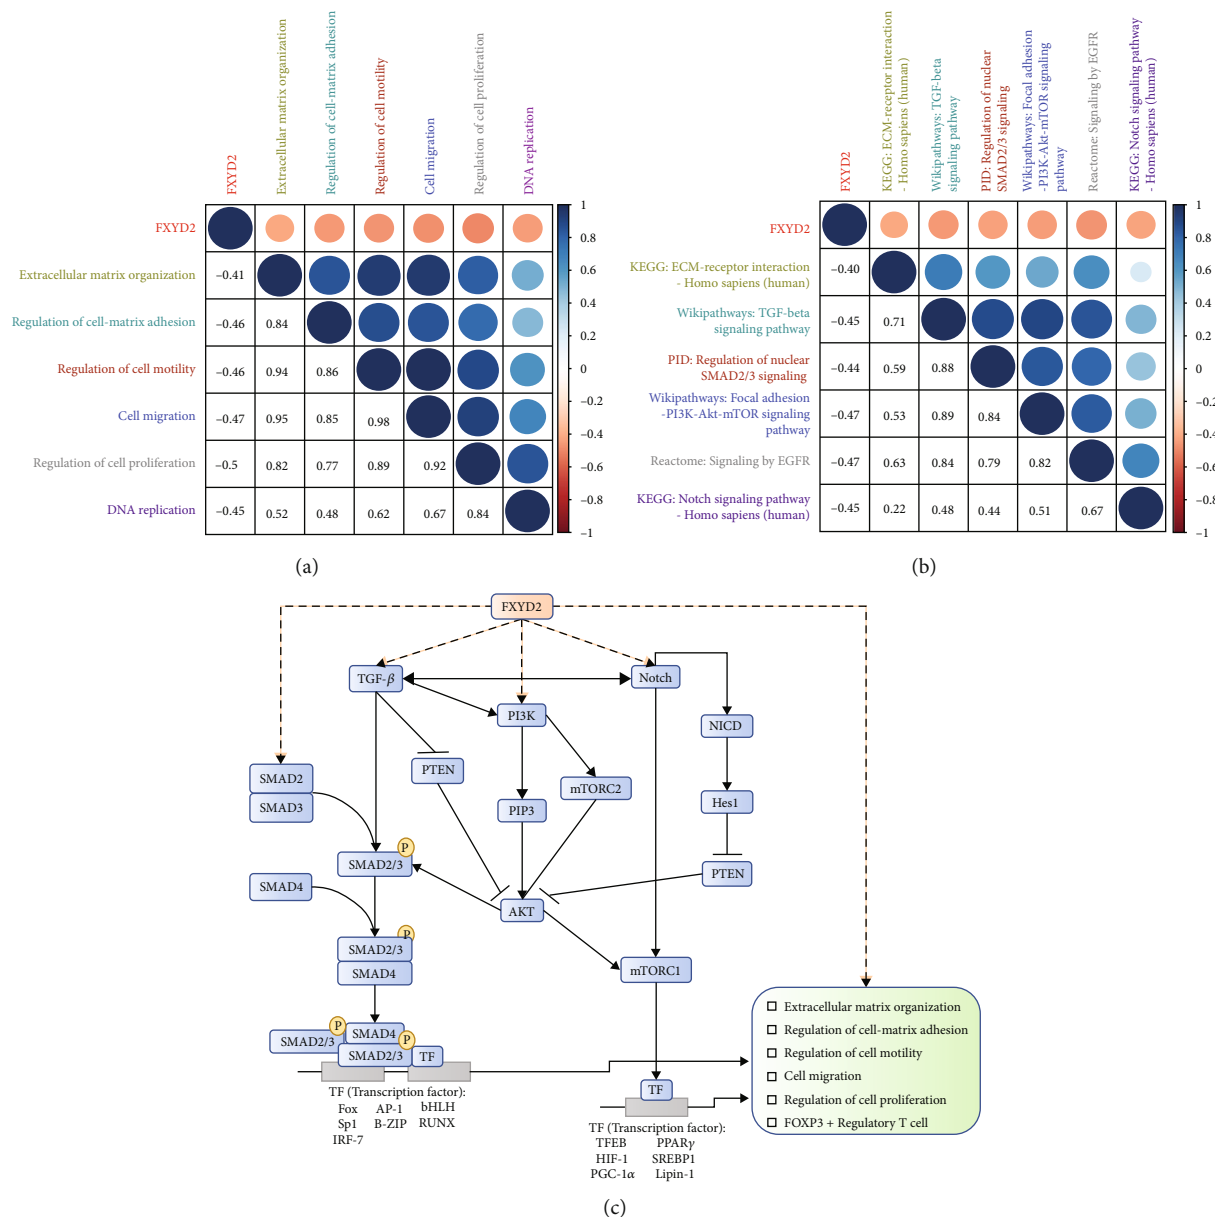 FXYD2
Extracellular matrix organization
Regulation of cell-matrix adhesion
Regulation of cell motility
Cell migration
Regulation of cell proliferation
DNA replication
FXYD2
Extracellular matrix organization
−0.41
Regulation of cell-matrix adhesion
−0.46 0.84
Regulation of cell motility
−0.46 0.94 0.86
Cell migration
−0.47 0.95 0.85 0.98
Regulation of cell proliferation
−0.5 0.82 0.77 0.89 0.92
DNA replication
−0.45 0.52 0.48 0.62 0.67 0.84
1
0.8
0.6
0.4
0.2
0
−0.2
−0.4
−0.6
−0.8
−1
(a)
FXYD2
KEGG: ECM-receptor interaction
- Homo sapiens (human)
Wikipathways: TGF-beta
signaling pathway
PID: Regulation of nuclear
SMAD2/3 signaling
Wikipathways: Focal adhesion
-PI3K-Akt-mTOR signaling
pathway
Reactome: Signaling by EGFR
KEGG: Notch signaling pathway
- Homo sapiens (human)
FXYD2
KEGG: ECM-receptor interaction
- Homo sapiens (human)
−0.40
Wikipathways: TGF-beta
signaling pathway
−0.45 0.71
PID: Regulation of nuclear
SMAD2/3 signaling
−0.44 0.59 0.88
Wikipathways: Focal adhesion
-PI3K-Akt-mTOR signaling
pathway
−0.47 0.53 0.89 0.84
Reactome: Signaling by EGFR
−0.47 0.63 0.84 0.79 0.82
KEGG: Notch signaling pathway
- Homo sapiens (human)
−0.45 0.22 0.48 0.44 0.51 0.67
1
0.8
0.6
0.4
0.2
0
−0.2
−0.4
−0.6
−0.8
−1
(b)
FXYD2
TGF-β
Notch
PI3K
NICD
SMAD2
SMAD3
PTEN
mTORC2
PIP3
Hes1
P
SMAD2/3
PTEN
SMAD4
AKT
P
SMAD2/3
SMAD4
mTORC1
P
SMAD2/3
SMAD4
P
SMAD2/3
TF
TF (Transcription factor):
Fox AP-1 bHLH
Sp1 B-ZIP RUNX
IRF-7
TF
TF (Transcription factor):
TFEB PPARγ
HIF-1 SREBP1
PGC-1α Lipin-1
Extracellular matrix organization
Regulation of cell-matrix adhesion
Regulation of cell motility
Cell migration
Regulation of cell proliferation
FOXP3 + Regulatory T cell
(c)